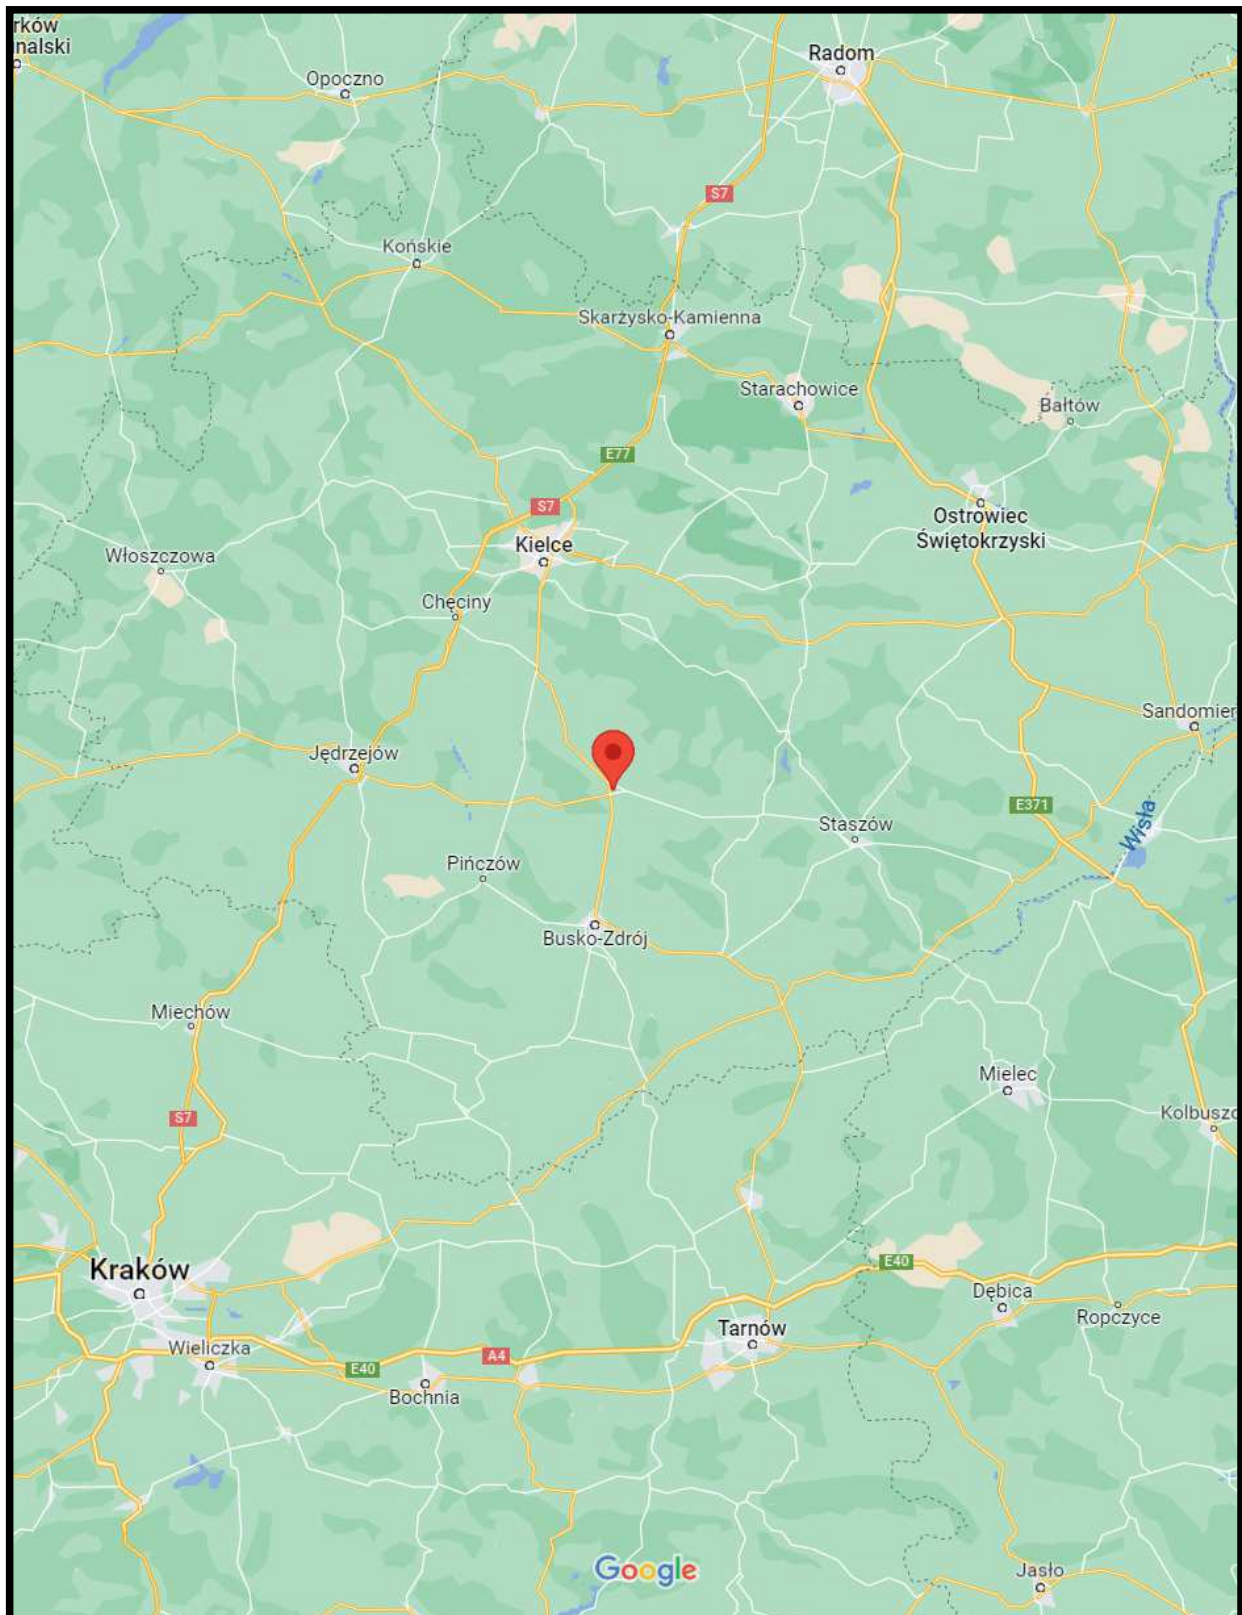 rków
nalski
Radom
Opoczno
S7
Końskie
Skarżysko-Kamienna
Starachowice
Bałtów
E77
S7
Ostrowiec
Świętokrzyski
Kielce
Włoszczowa
Chęciny
Sandomier
Jędrzejów
E371
Wisła
Staszów
Pińczów
Busko-Zdrój
Miechów
Mielec
S7
Kolbuszo
E40
Kraków
Dębica
Ropczyce
Tarnów
Wieliczka
A4
E40
Bochnia
Google
Jasło